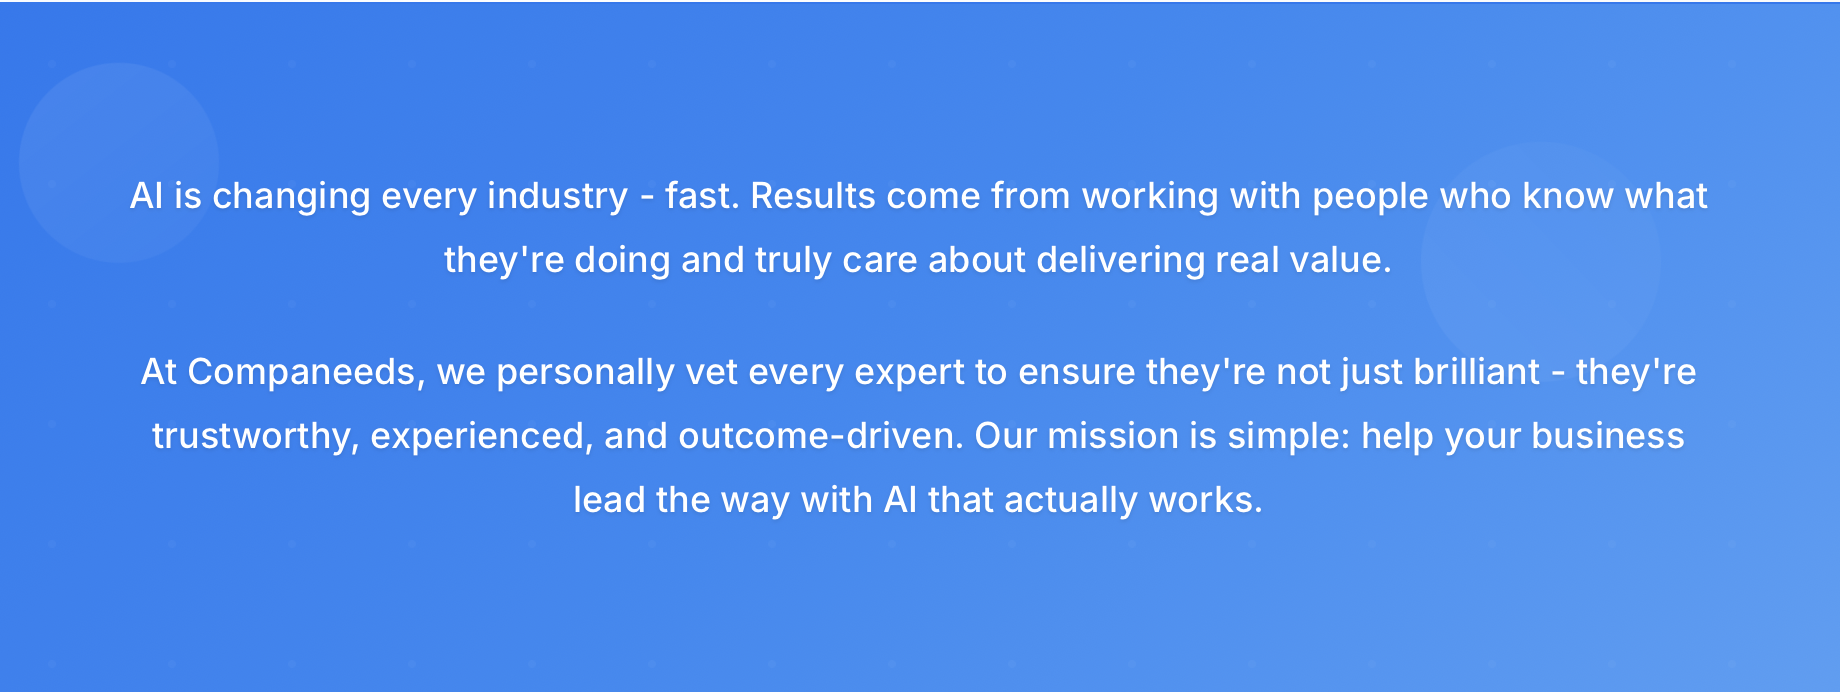 AI is changing every industry - fast. Results come from working with people who know what
they're doing and truly care about delivering real value.
At Companeeds, we personally vet every expert to ensure they're not just brilliant - they're
trustworthy, experienced, and outcome-driven. Our mission is simple: help your business
lead the way with AI that actually works.